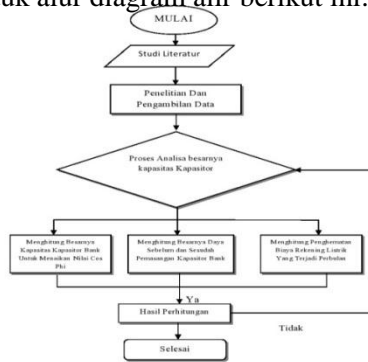 uk alur diagram alir berikut ini.
MULAI
Studi Literatur
Penelitian Dan
Pengambilan Data
Proses Analisa besarnya
kapasitas Kapasitor
Menghitung Besarnya
Kapasitas Kapasitor Bank
Untuk Menaikan Nilai Cos
Phi
Menghitung Besarnya Daya
Sebelum dan Sesudah
Pemasangan Kapasitor Bank
Menghitung Penghematan
Biaya Rekening Listrik
Yang Terjadi Perbulan
Ya
Hasil Perhitungan
Tidak
Selesai